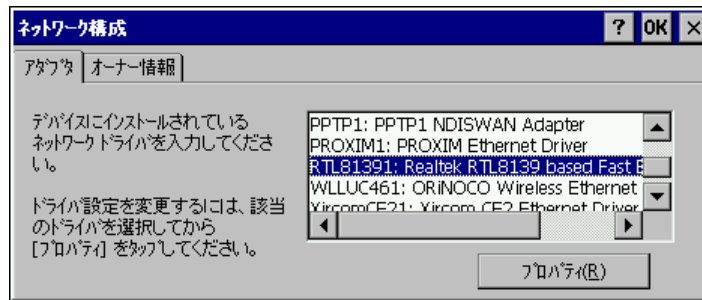 ネットワーク構成
? OK ×
アダプタ オーナー情報
デバイスにインストールされている
ネットワーク ドライバを入力してくださ
い。
ドライバ設定を変更するには、該当
のドライバを選択してから
[プロパティ] をタップしてください。
PPTP1: PPTP1 NDISWAN Adapter
PROXIM1: PROXIM Ethernet Driver
RTL81391: Realtek RTL8139 based Fast E
WLLUC461: ORiNOCO Wireless Ethernet
XircomCE21: Xircom CE2 Ethernet Driver
プロパティ(R)